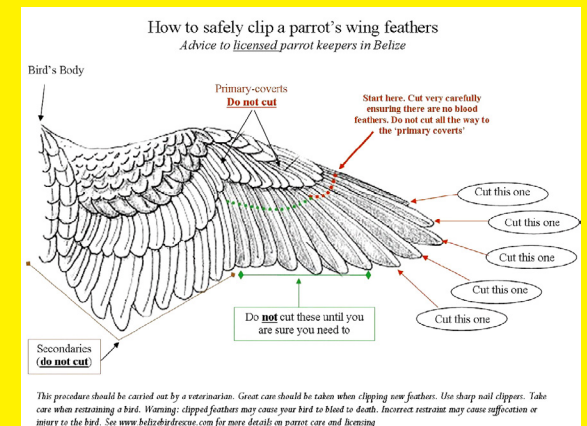 How to safely clip a parrot's wing feathers
Advice to licensed parrot keepers in Belize
Bird's Body
Primary-coverts
Do not cut
Start here. Cut very carefully
ensuring there are no blood
feathers. Do not cut all the way to
the 'primary coverts'
Cut this one
Cut this one
Cut this one
Cut this one
Cut this one
Do not cut these until you
are sure you need to
Secondaries
(do not cut)
This procedure should be carried out by a veterinarian. Great care should be taken when clipping new feathers. Use sharp nail clippers. Take
care when restraining a bird. Warning: clipped feathers may cause your bird to bleed to death. Incorrect restraint may cause suffocation or
injury to the bird. See www.belizebirdrescue.com for more details on parrot care and licensing